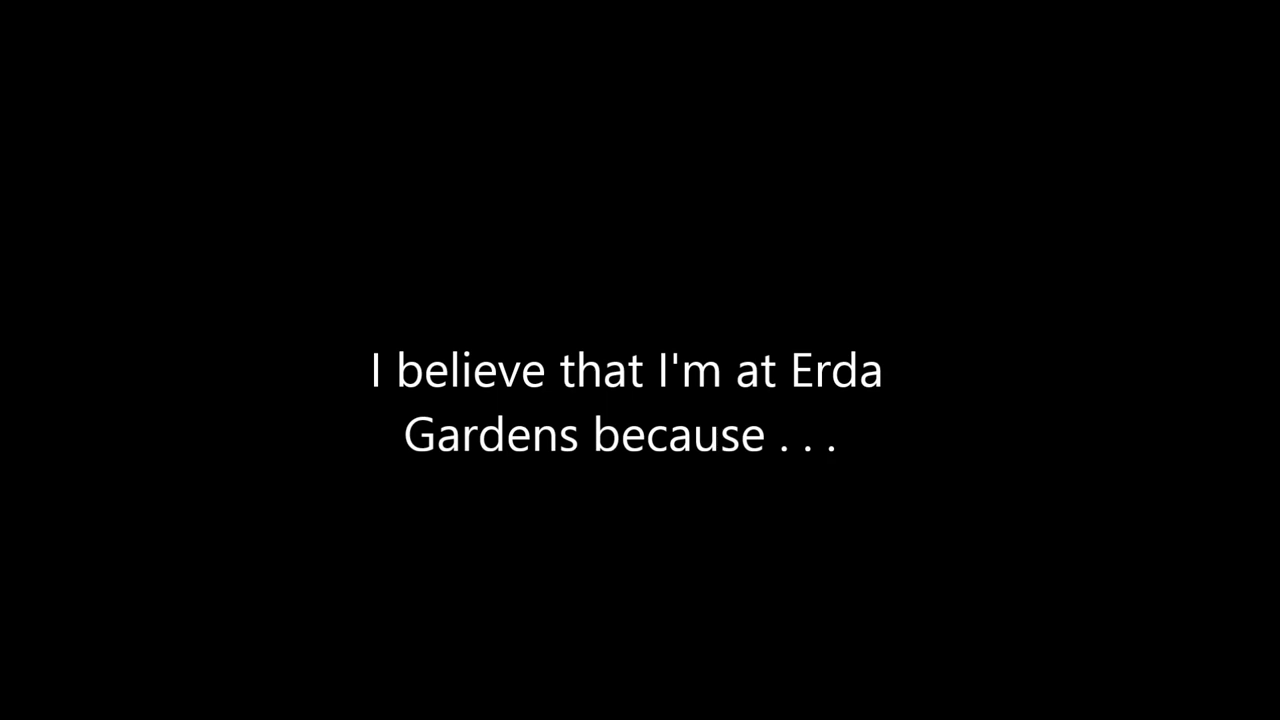 I believe that I'm at Erda
Gardens because . . .